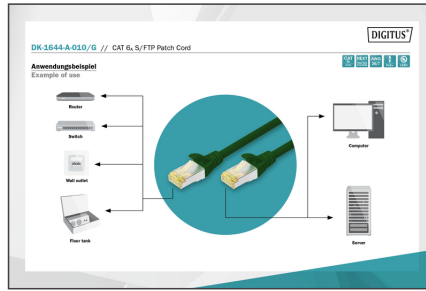 DIGITUS®
DK-1644-A-010/G // CAT 6A S/FTP Patch Cord
Anwendungsbeispiel
Example of use
Router
Switch
Wall outlet
Floor tank
Computer
Server